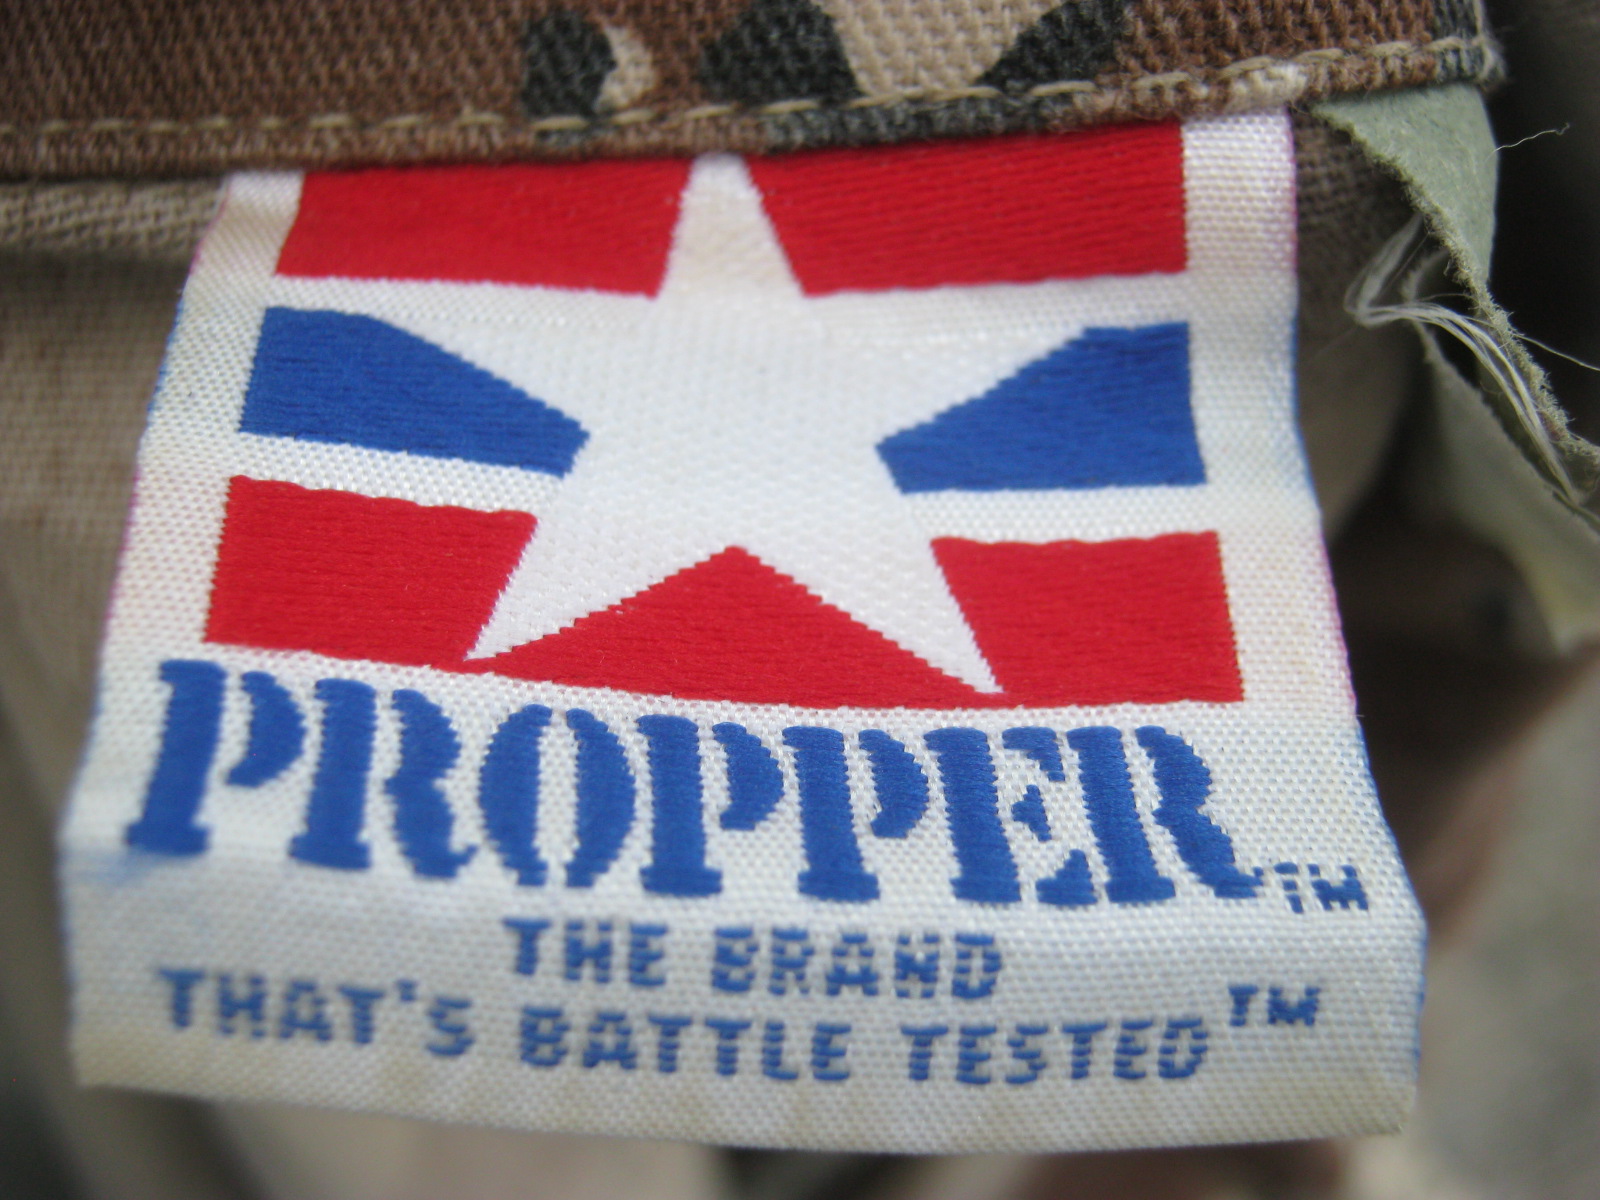 PROPPER™
THE BRAND
THAT'S BATTLE TESTED™